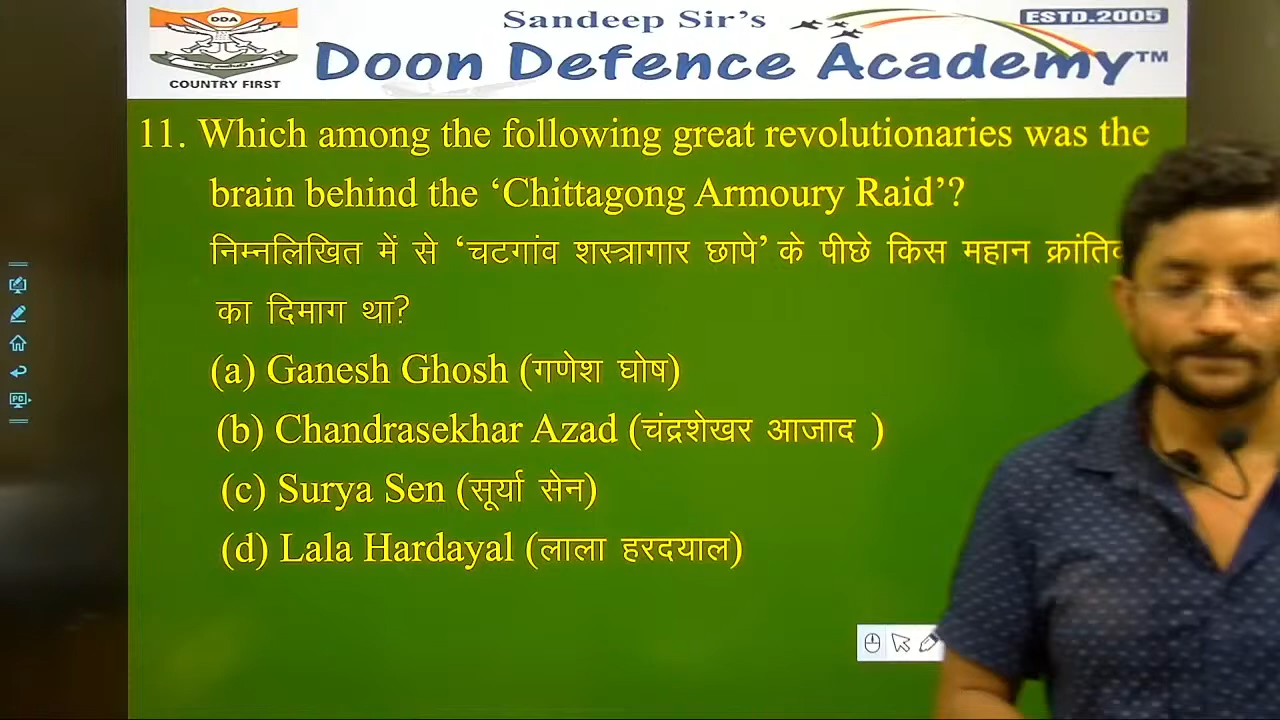 DDA
COUNTRY FIRST
Sandeep Sir's
ESTD.2005
Doon Defence Academy™
11. Which among the following great revolutionaries was the
brain behind the ‘Chittagong Armoury Raid’?
निम्नलिखित में से ‘चटगांव शस्त्रागार छापे’ के पीछे किस महान
का दिमाग था?
(a) Ganesh Ghosh (गणेश घोष)
(b) Chandrasekhar Azad (चंद्रशेखर आजाद )
(c) Surya Sen (सूर्या सेन)
(d) Lala Hardayal (लाला हरदयाल)